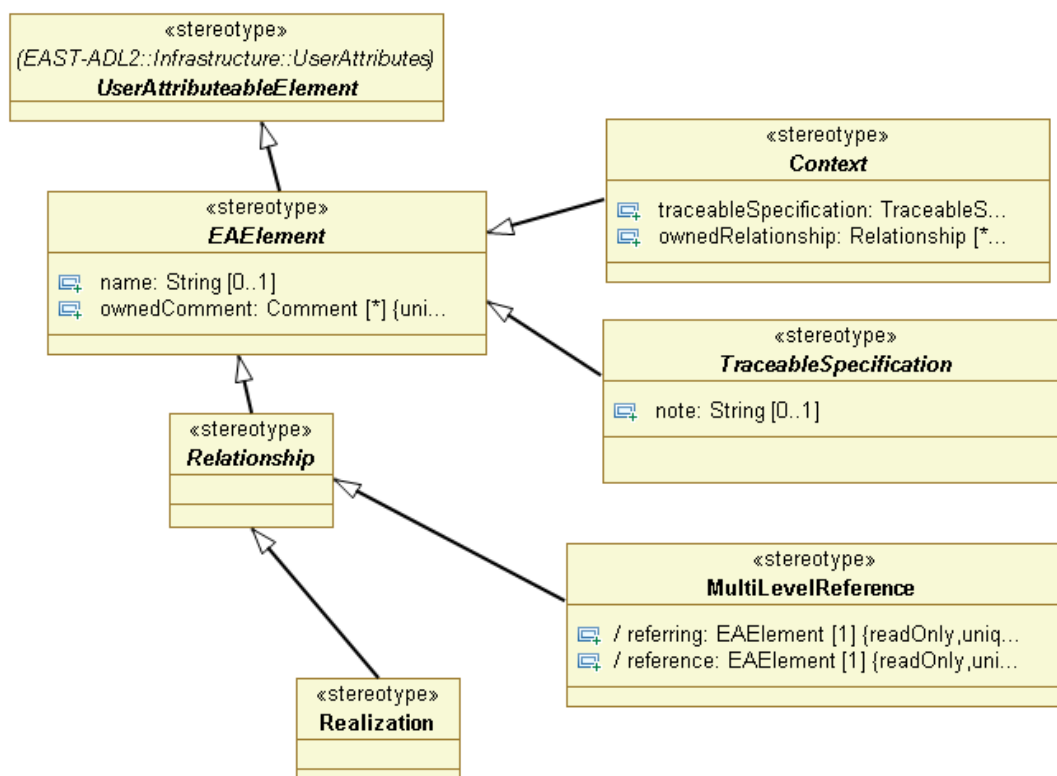 «stereotype»
(EAST-ADL2::Infrastructure::UserAttributes)
UserAttributeableElement
«stereotype»
EAElement
name: String [0..1]
ownedComment: Comment [*] {uni...
«stereotype»
Context
traceableSpecification: TraceableS...
ownedRelationship: Relationship [*...
«stereotype»
TraceableSpecification
note: String [0..1]
«stereotype»
Relationship
«stereotype»
MultiLevelReference
/ referring: EAElement [1] {readOnly,uniq...
/ reference: EAElement [1] {readOnly,uni...
«stereotype»
Realization